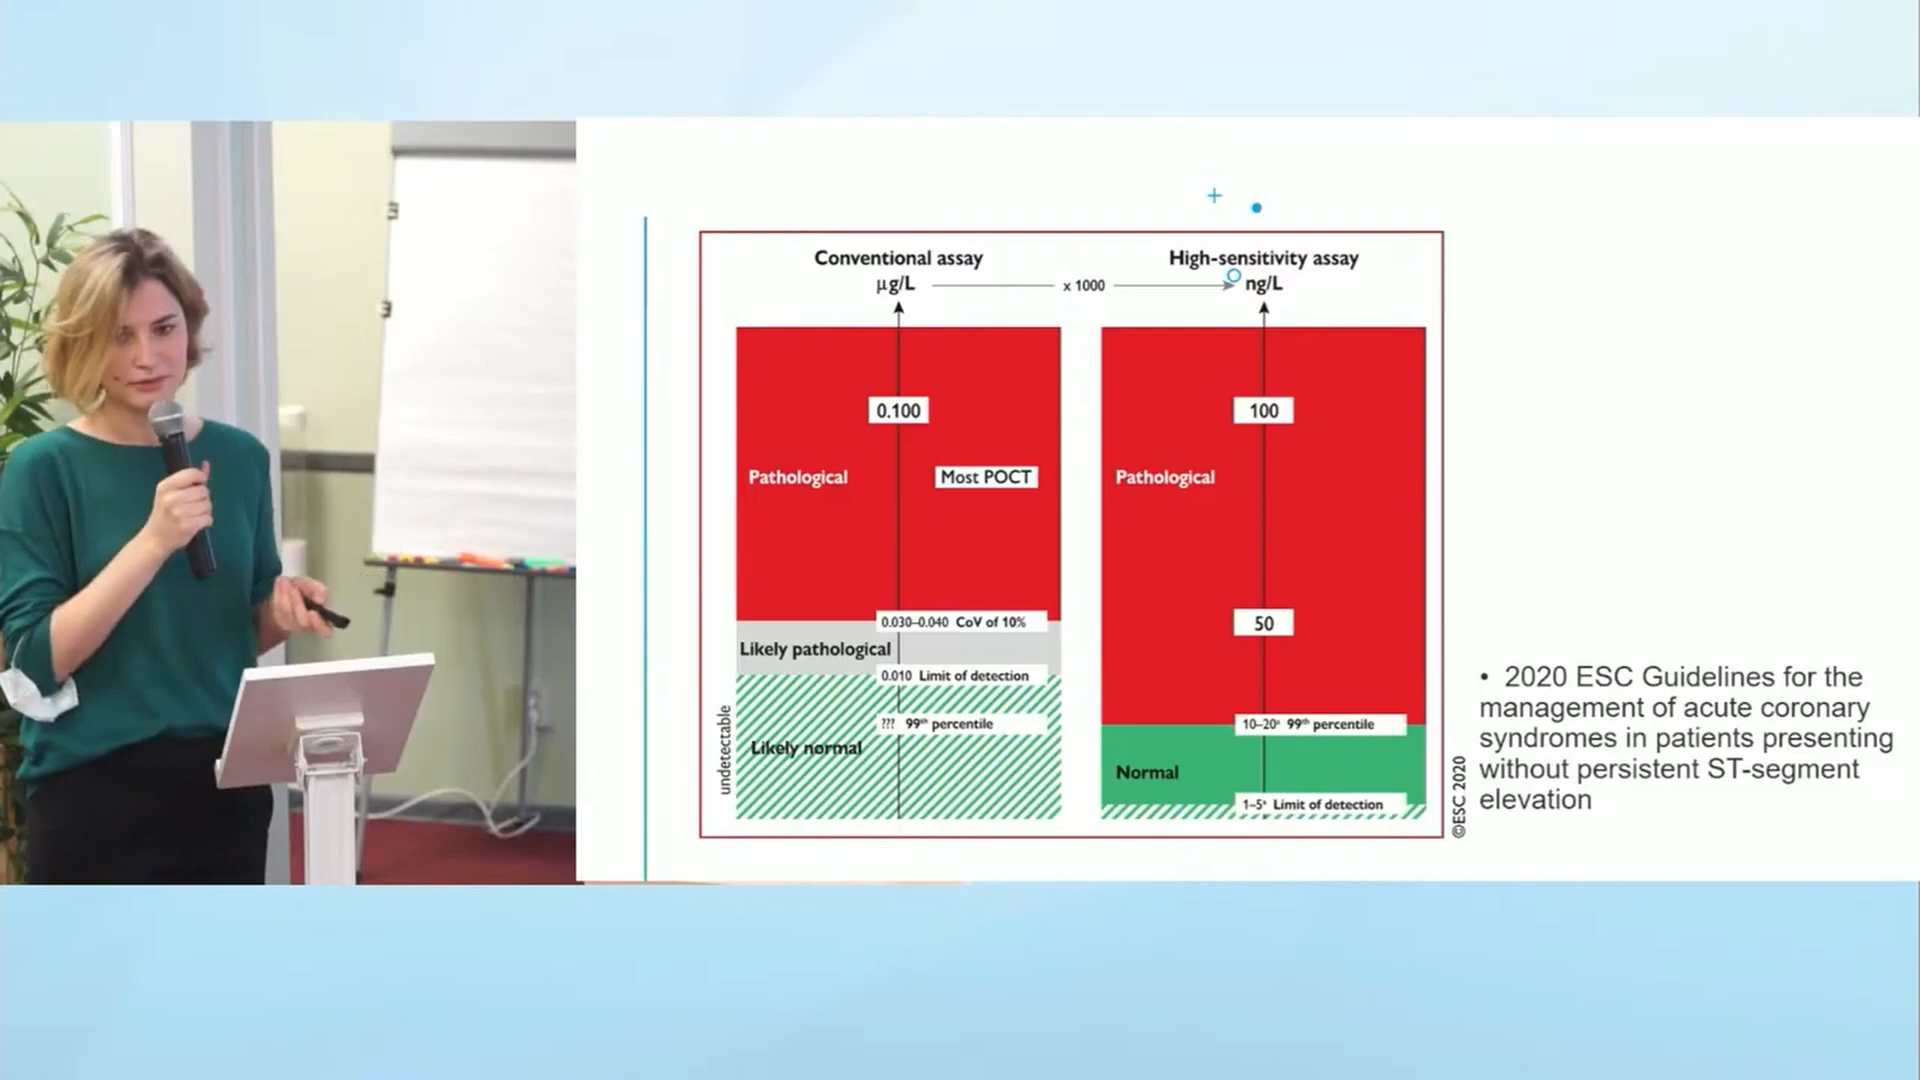 Conventional assay
High-sensitivity assay
µg/L
x 1000
ng/L
0.100
100
Pathological
Most POCT
Pathological
0.030–0.040 CoV of 10%
50
Likely pathological
0.010 Limit of detection
??? 99th percentile
10–20ª 99th percentile
undetectable
Likely normal
Normal
1–5ª Limit of detection
©ESC 2020
• 2020 ESC Guidelines for the
management of acute coronary
syndromes in patients presenting
without persistent ST-segment
elevation